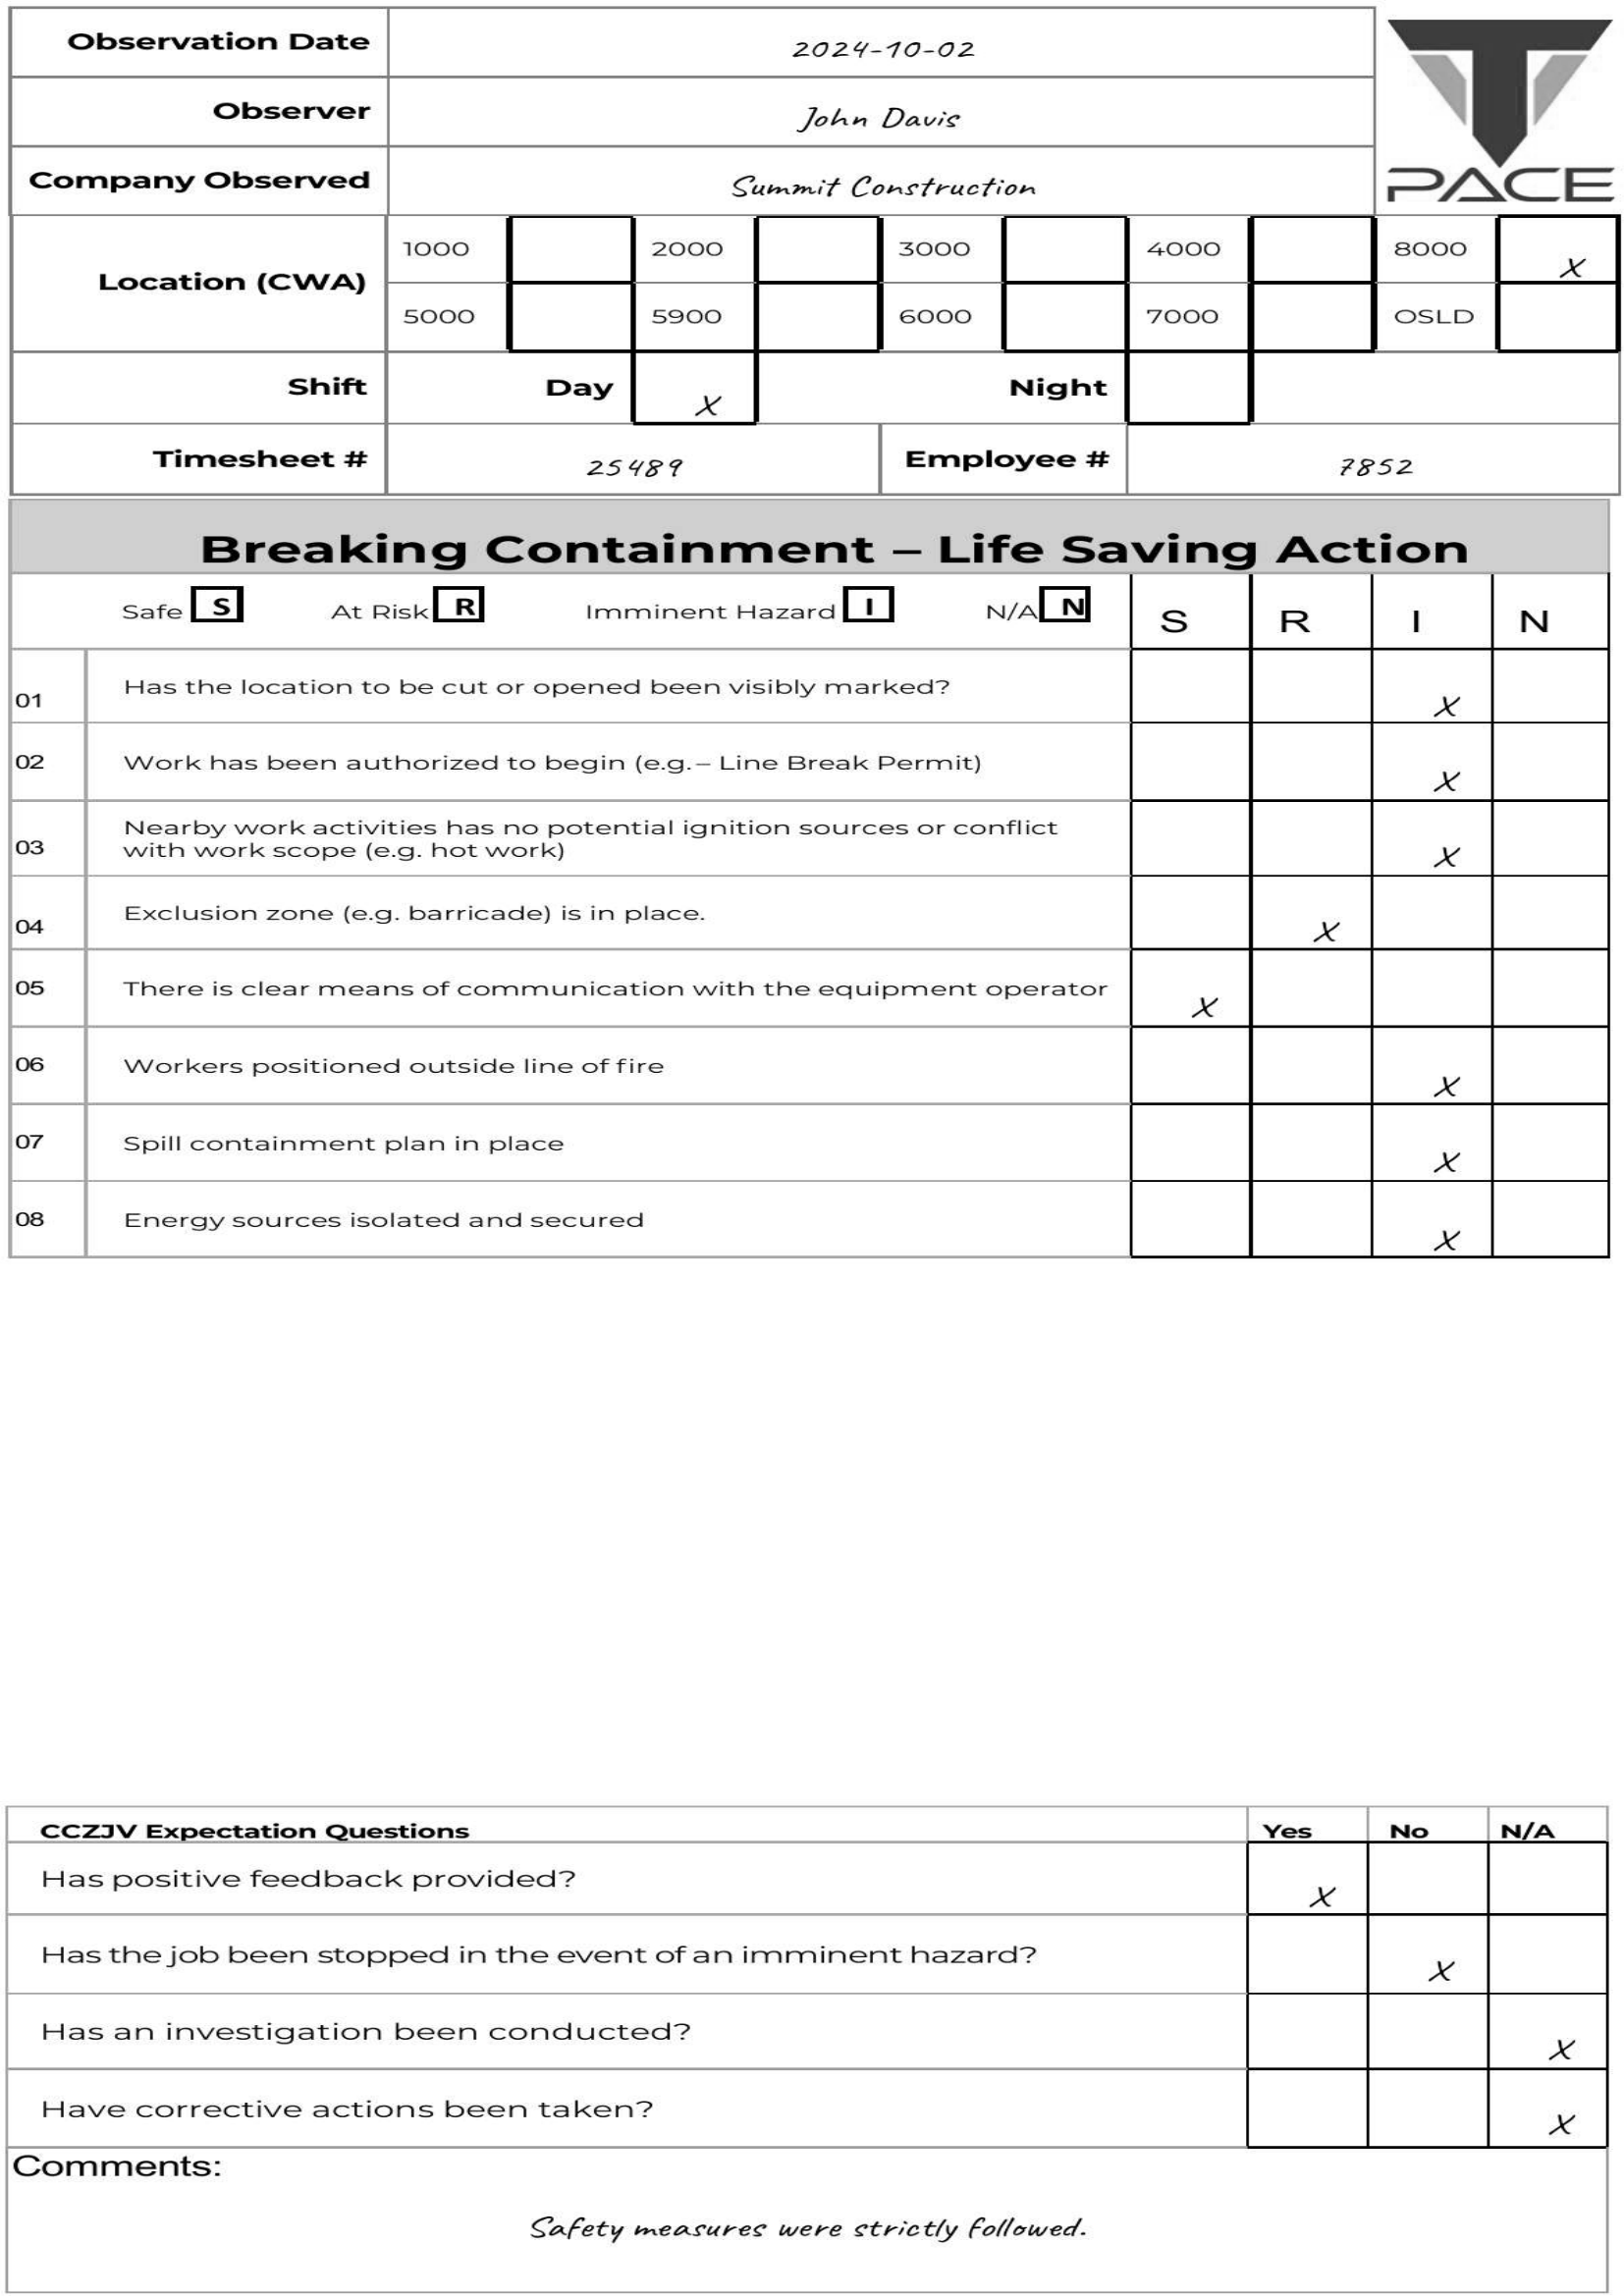 Observation Date 2024-10-02
Observer John Davis
Company Observed Summit Construction
PACE
Location (CWA) 1000 2000 3000 4000 8000 X
5000 5900 6000 7000 OSLD
Shift Day X Night
Timesheet # 25489 Employee # 7852
Breaking Containment – Life Saving Action
Safe S At Risk R Imminent Hazard I N/A N S R I N
01 Has the location to be cut or opened been visibly marked? X
02 Work has been authorized to begin (e.g. – Line Break Permit) X
03 Nearby work activities has no potential ignition sources or conflict
with work scope (e.g. hot work) X
04 Exclusion zone (e.g. barricade) is in place. X
05 There is clear means of communication with the equipment operator X
06 Workers positioned outside line of fire X
07 Spill containment plan in place X
08 Energy sources isolated and secured X
CCZJV Expectation Questions Yes No N/A
Has positive feedback provided? X
Has the job been stopped in the event of an imminent hazard? X
Has an investigation been conducted? X
Have corrective actions been taken? X
Comments:
Safety measures were strictly followed.